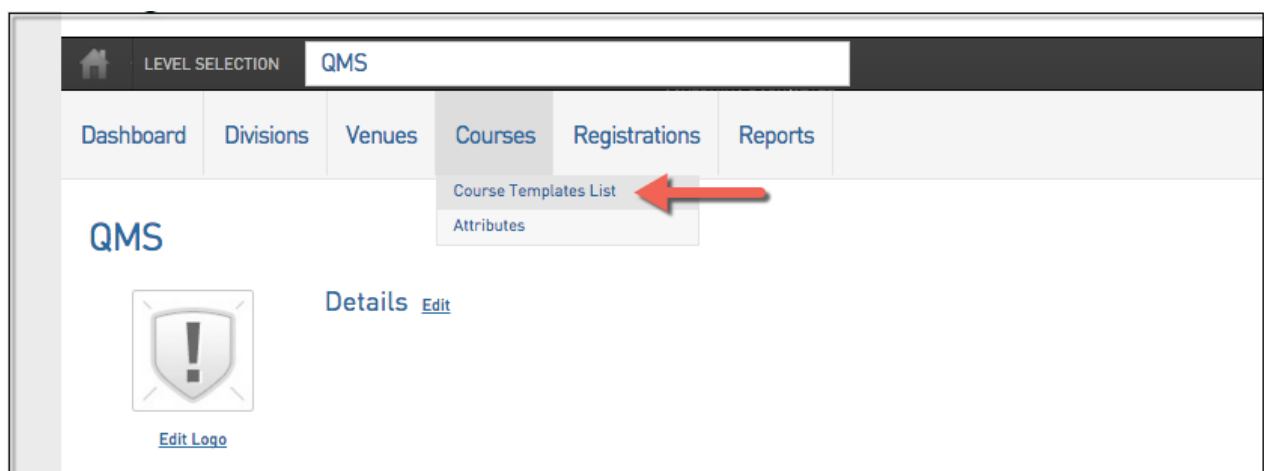 LEVEL SELECTION QMS
Dashboard Divisions Venues Courses Registrations Reports
Course Templates List
Attributes
QMS
Details Edit
!
Edit Logo